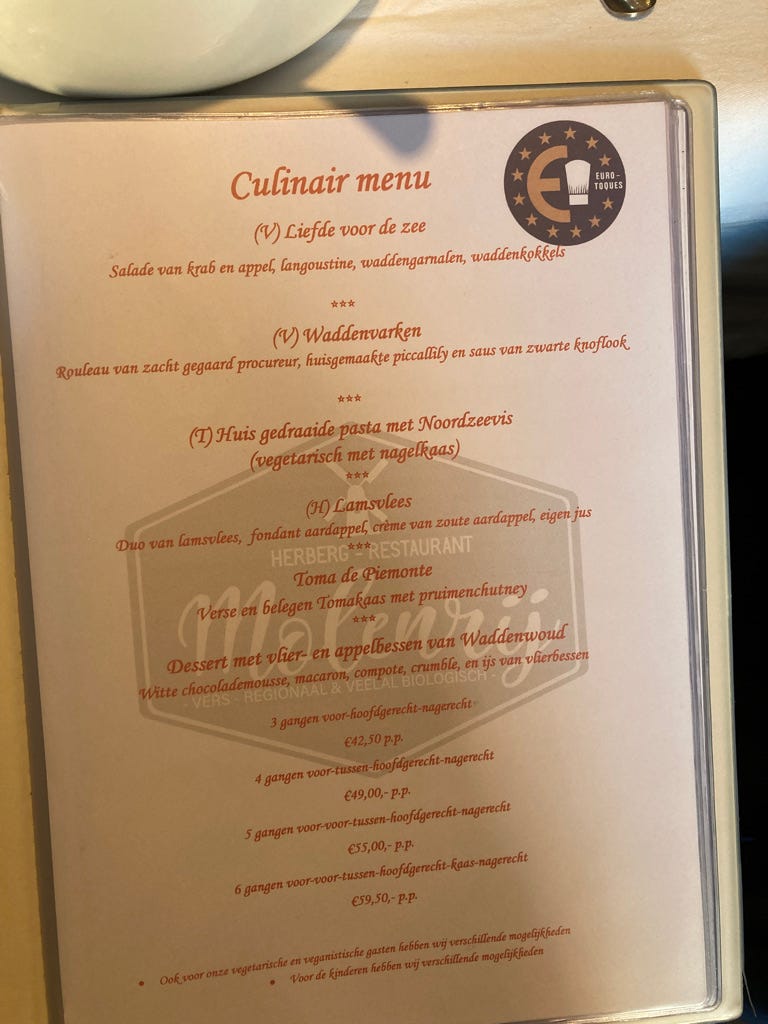 Culinair menu
EURO-
TOQUES
(V) Liefde voor de zee
Salade van krab en appel, langoustine, waddengarnalen, waddenkokkels
***
(V) Waddenvarken
Rouleau van zacht gegaard procureur, huisgemaakte piccallily en saus van zwarte knoflook
***
(T) Huis gedraaide pasta met Noordzeevis
(vegetarisch met nagelkaas)
***
(H) Lamsvlees
Duo van lamsvlees, fondant aardappel, crème van zoute aardappel, eigen jus
***
HERBERG - RESTAURANT
Toma de Piemonte
Verse en belegen Tomakaas met pruimenchutney
***
Molenrij
Dessert met vlier- en appelbessen van Waddenwoud
Witte chocolademousse, macaron, compote, crumble, en ijs van vlierbessen
- VERS - REGIONAAL & VEELAL BIOLOGISCH -
3 gangen voor-hoofdgerecht-nagerecht
€42,50 p.p.
4 gangen voor-tussen-hoofdgerecht-nagerecht
€49,00,- p.p.
5 gangen voor-voor-tussen-hoofdgerecht-nagerecht
€55,00,- p.p.
6 gangen voor-voor-tussen-hoofdgerecht-kaas-nagerecht
€59,50,- p.p.
• Ook voor onze vegetarische en veganistische gasten hebben wij verschillende mogelijkheden
• Voor de kinderen hebben wij verschillende mogelijkheden